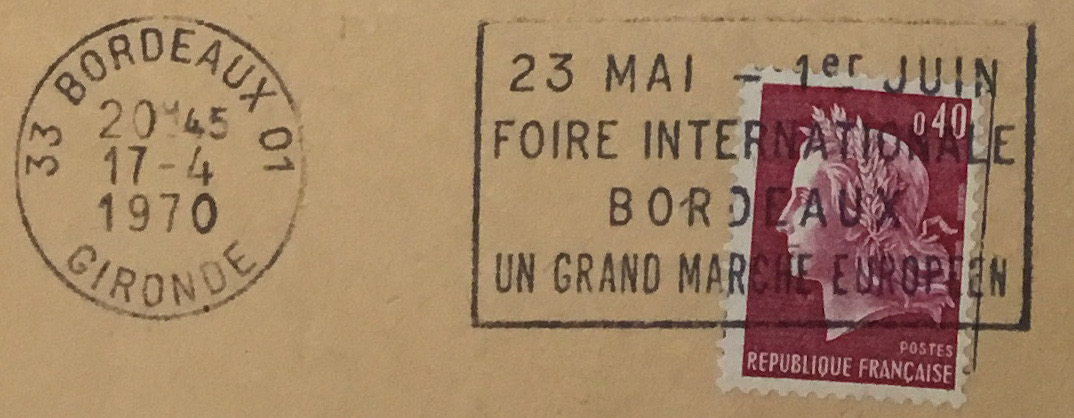 33 BORDEAUX 01
20H45
17-4
1970
GIRONDE
23 MAI - 1er JUIN
FOIRE INTERNATIONALE
BORDEAUX
UN GRAND MARCHE EUROPEEN
0,40
POSTES
REPUBLIQUE FRANÇAISE